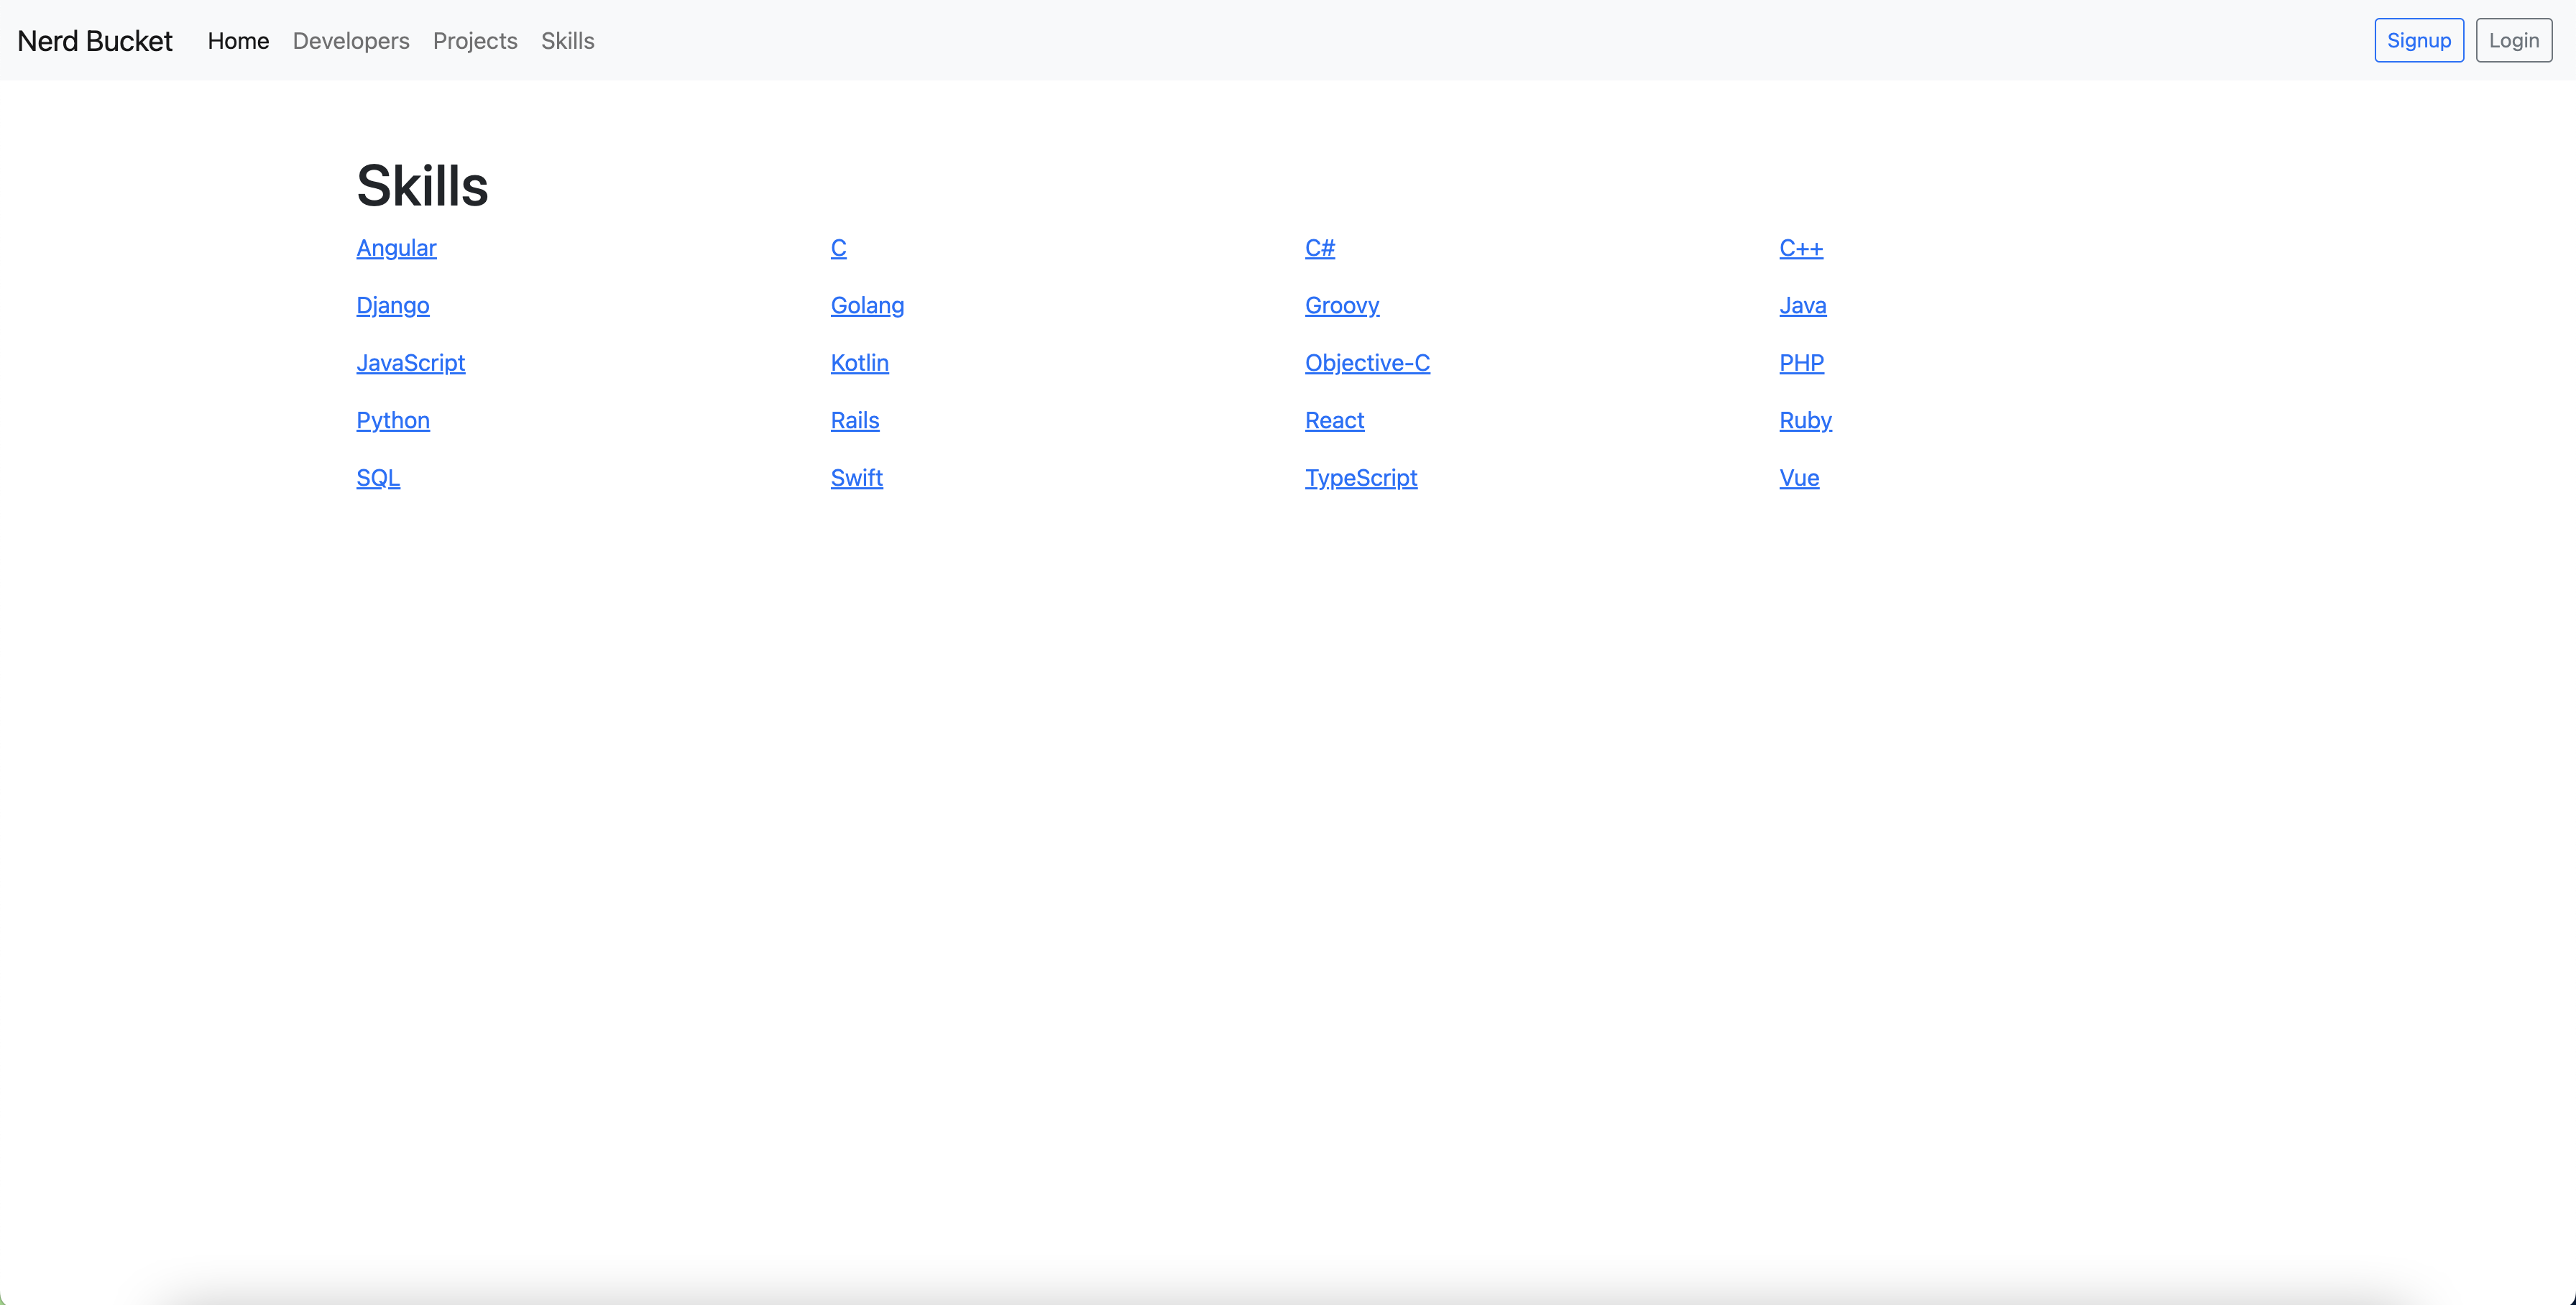 Nerd Bucket Home Developers Projects Skills Signup Login
Skills
Angular C C# C++
Django Golang Groovy Java
JavaScript Kotlin Objective-C PHP
Python Rails React Ruby
SQL Swift TypeScript Vue